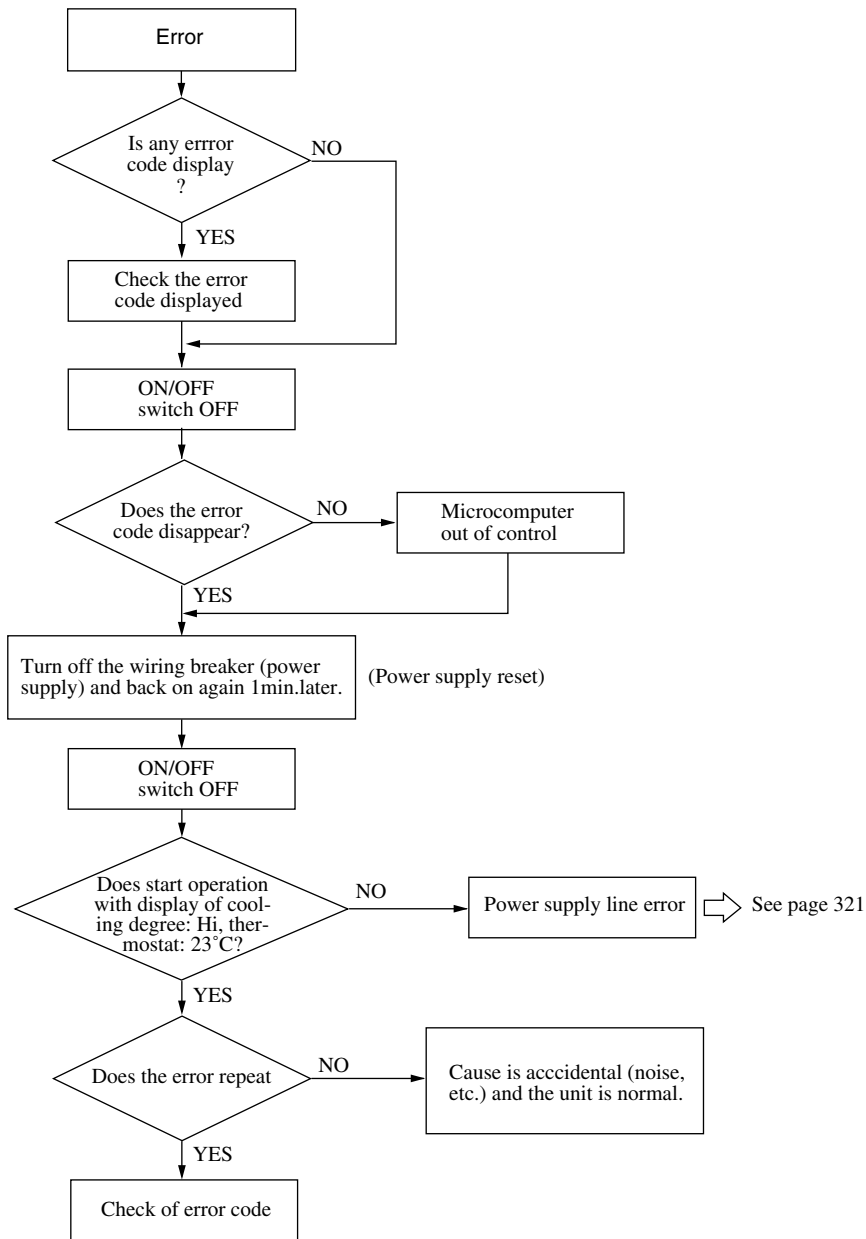 Error
Is any errror
code display
?
NO
YES
Check the error
code displayed
ON/OFF
switch OFF
Does the error
code disappear?
NO
Microcomputer
out of control
YES
Turn off the wiring breaker (power
supply) and back on again 1min.later.
(Power supply reset)
ON/OFF
switch OFF
Does start operation
with display of cool-
ing degree: Hi, ther-
mostat: 23˚C?
NO
Power supply line error
See page 321
YES
Does the error repeat
NO
Cause is acccidental (noise,
etc.) and the unit is normal.
YES
Check of error code